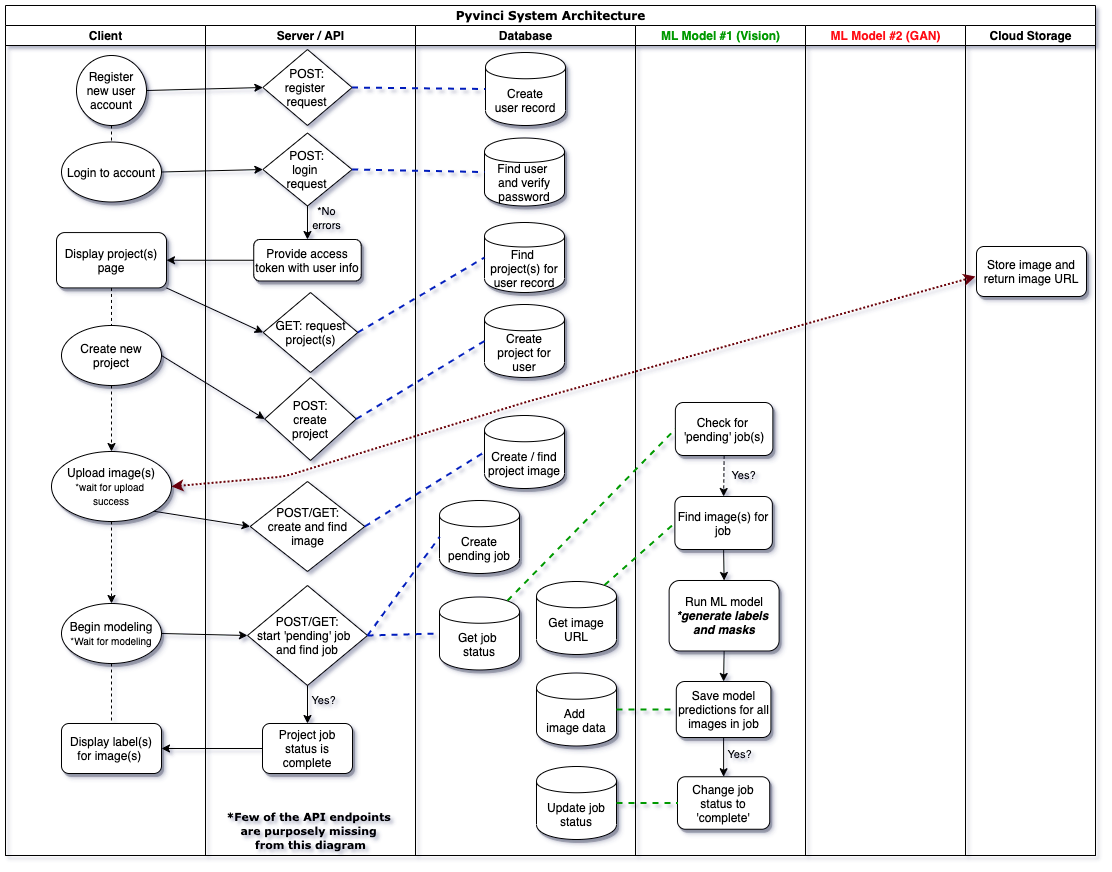 Pyvinci System Architecture
Client
Server / API
Database
ML Model #1 (Vision)
ML Model #2 (GAN)
Cloud Storage
Register
new user
account
POST:
register
request
Create
user record
Login to account
POST:
login
request
Find user
and verify
password
*No
errors
Display project(s)
page
Provide access
token with user info
Find
project(s) for
user record
Store image and
return image URL
GET: request
project(s)
Create new
project
Create
project for
user
POST:
create
project
Check for
'pending' job(s)
Yes?
Upload image(s)
*wait for upload
success
Create / find
project image
POST/GET:
create and find
image
Find image(s) for
job
Create
pending job
Begin modeling
*Wait for modeling
POST/GET:
start 'pending' job
and find job
Get job
status
Get image
URL
Run ML model
*generate labels
and masks
Yes?
Add
image data
Save model
predictions for all
images in job
Yes?
Display label(s)
for image(s)
Project job
status is
complete
Update job
status
Change job
status to
'complete'
*Few of the API endpoints
are purposely missing
from this diagram